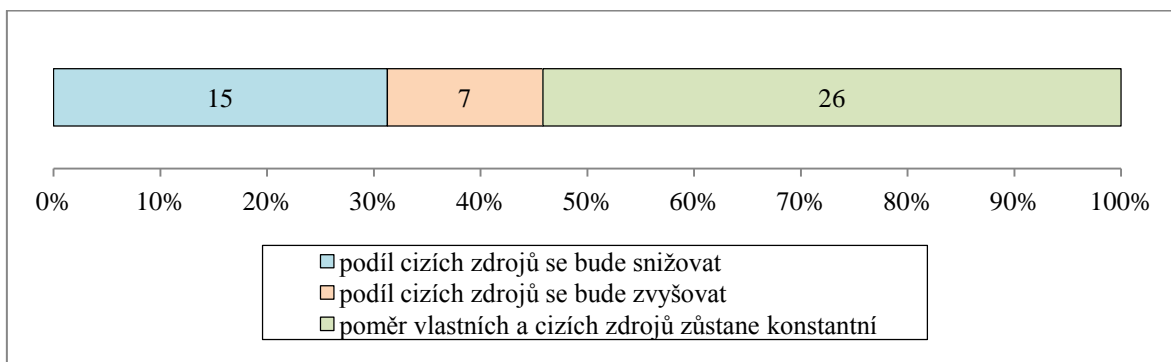 15 7 26
0% 10% 20% 30% 40% 50% 60% 70% 80% 90% 100%
podíl cizích zdrojů se bude snižovat
podíl cizích zdrojů se bude zvyšovat
poměr vlastních a cizích zdrojů zůstane konstantní